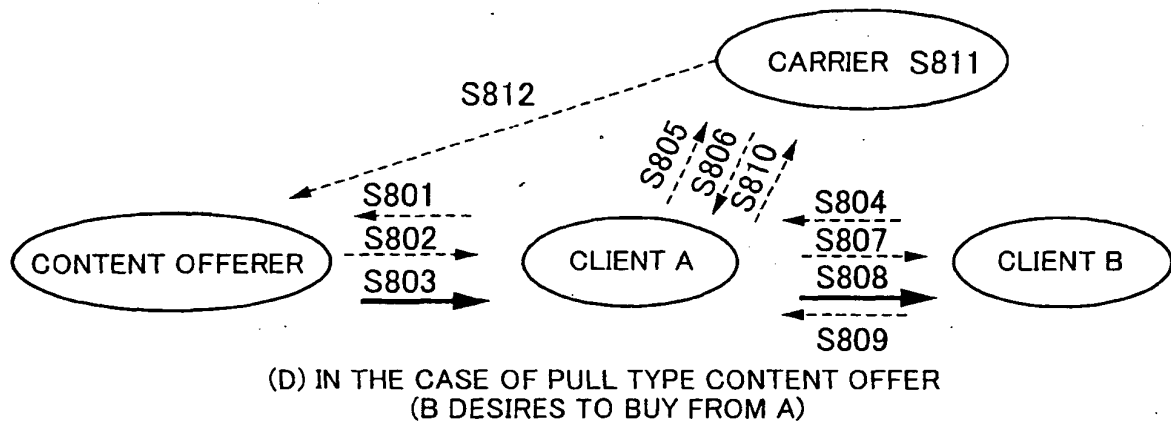 CARRIER S811
S812
S805
S806
S810
S801
S804
S802
S807
CONTENT OFFERER
CLIENT A
CLIENT B
S803
S808
S809
(D) IN THE CASE OF PULL TYPE CONTENT OFFER
(B DESIRES TO BUY FROM A)